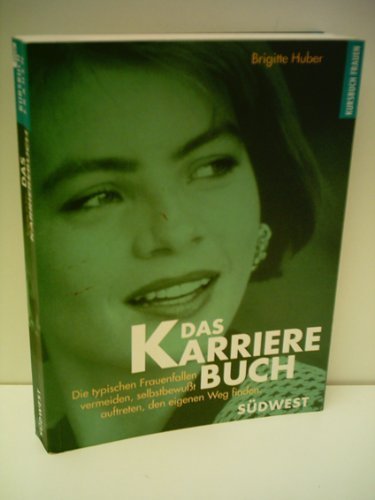 Brigitte Huber
KURSBUCH FRAUEN
DAS
KARRIERE
BUCH
Die typischen Frauenfallen
vermeiden, selbstbewußt
auftreten, den eigenen Weg finden.
SÜDWEST
DAS
KARRIEREBUCH
SÜDWEST